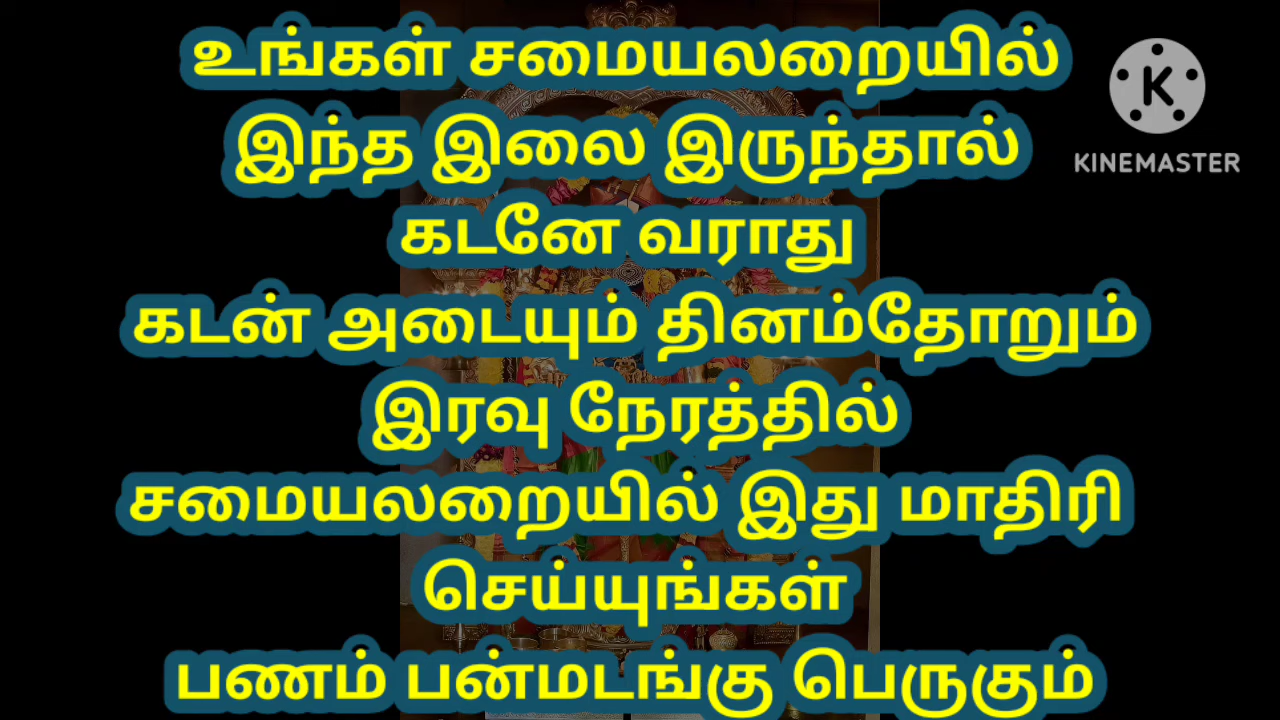 உங்கள் சமையலறையில்
இந்த இலை இருந்தால்
கடனே வராது
கடன் அடையும் தினம்தோறும்
இரவு நேரத்தில்
சமையலறையில் இது மாதிரி
செய்யுங்கள்
பணம் பன்மடங்கு பெருகும்
K
KINEMASTER